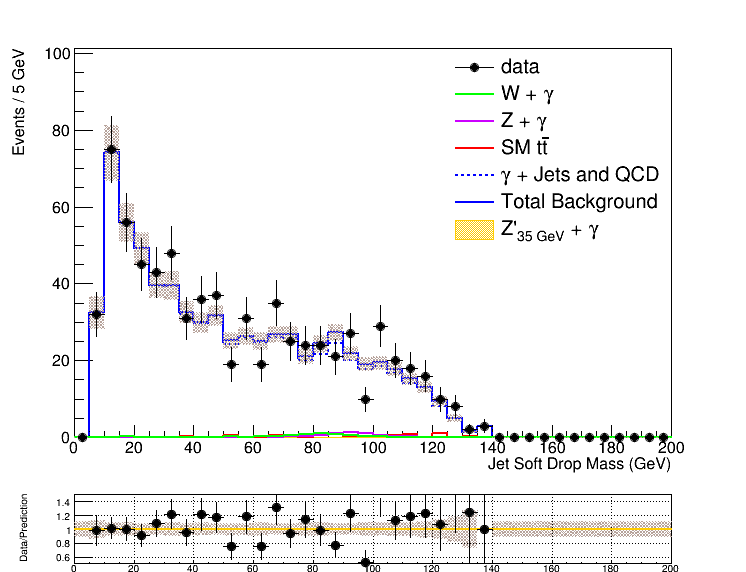 Events / 5 GeV
100
80
60
40
20
0
data
W + γ
Z + γ
SM tt̄
γ + Jets and QCD
Total Background
Z'35 GeV + γ
0 20 40 60 80 100 120 140 160 180 200
Jet Soft Drop Mass (GeV)
Data/Prediction
1.4
1.2
1
0.8
0.6
0 20 40 60 80 100 120 140 160 180 200